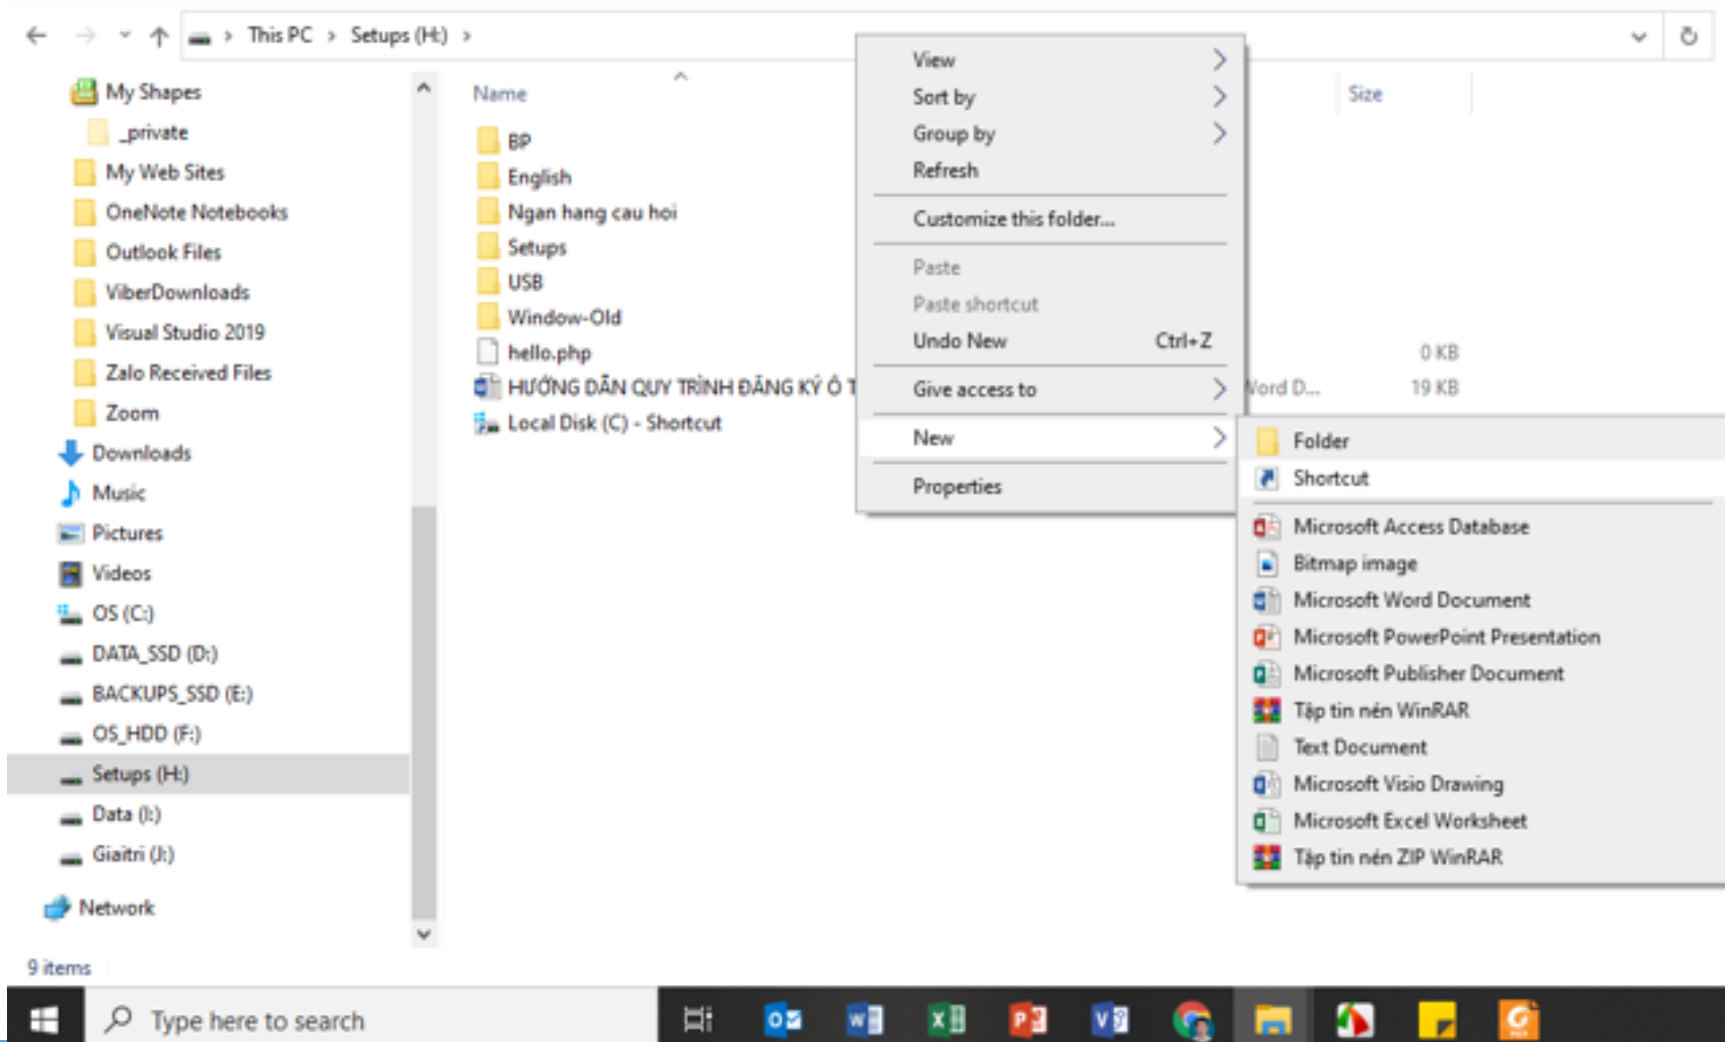 This PC > Setups (H:) >
My Shapes
_private
My Web Sites
OneNote Notebooks
Outlook Files
ViberDownloads
Visual Studio 2019
Zalo Received Files
Zoom
Downloads
Music
Pictures
Videos
OS (C:)
DATA_SSD (D:)
BACKUPS_SSD (E:)
OS_HDD (F:)
Setups (H:)
Data (I:)
Giaitri (J:)
Network
Name
Size
BP
English
Ngan hang cau hoi
Setups
USB
Window-Old
hello.php
0 KB
HƯỚNG DẪN QUY TRÌNH ĐĂNG KÝ Ô T
Word D...
19 KB
Local Disk (C) - Shortcut
View
Sort by
Group by
Refresh
Customize this folder...
Paste
Paste shortcut
Undo New Ctrl+Z
Give access to
New
Properties
Folder
Shortcut
Microsoft Access Database
Bitmap image
Microsoft Word Document
Microsoft PowerPoint Presentation
Microsoft Publisher Document
Tập tin nén WinRAR
Text Document
Microsoft Visio Drawing
Microsoft Excel Worksheet
Tập tin nén ZIP WinRAR
9 items
Type here to search